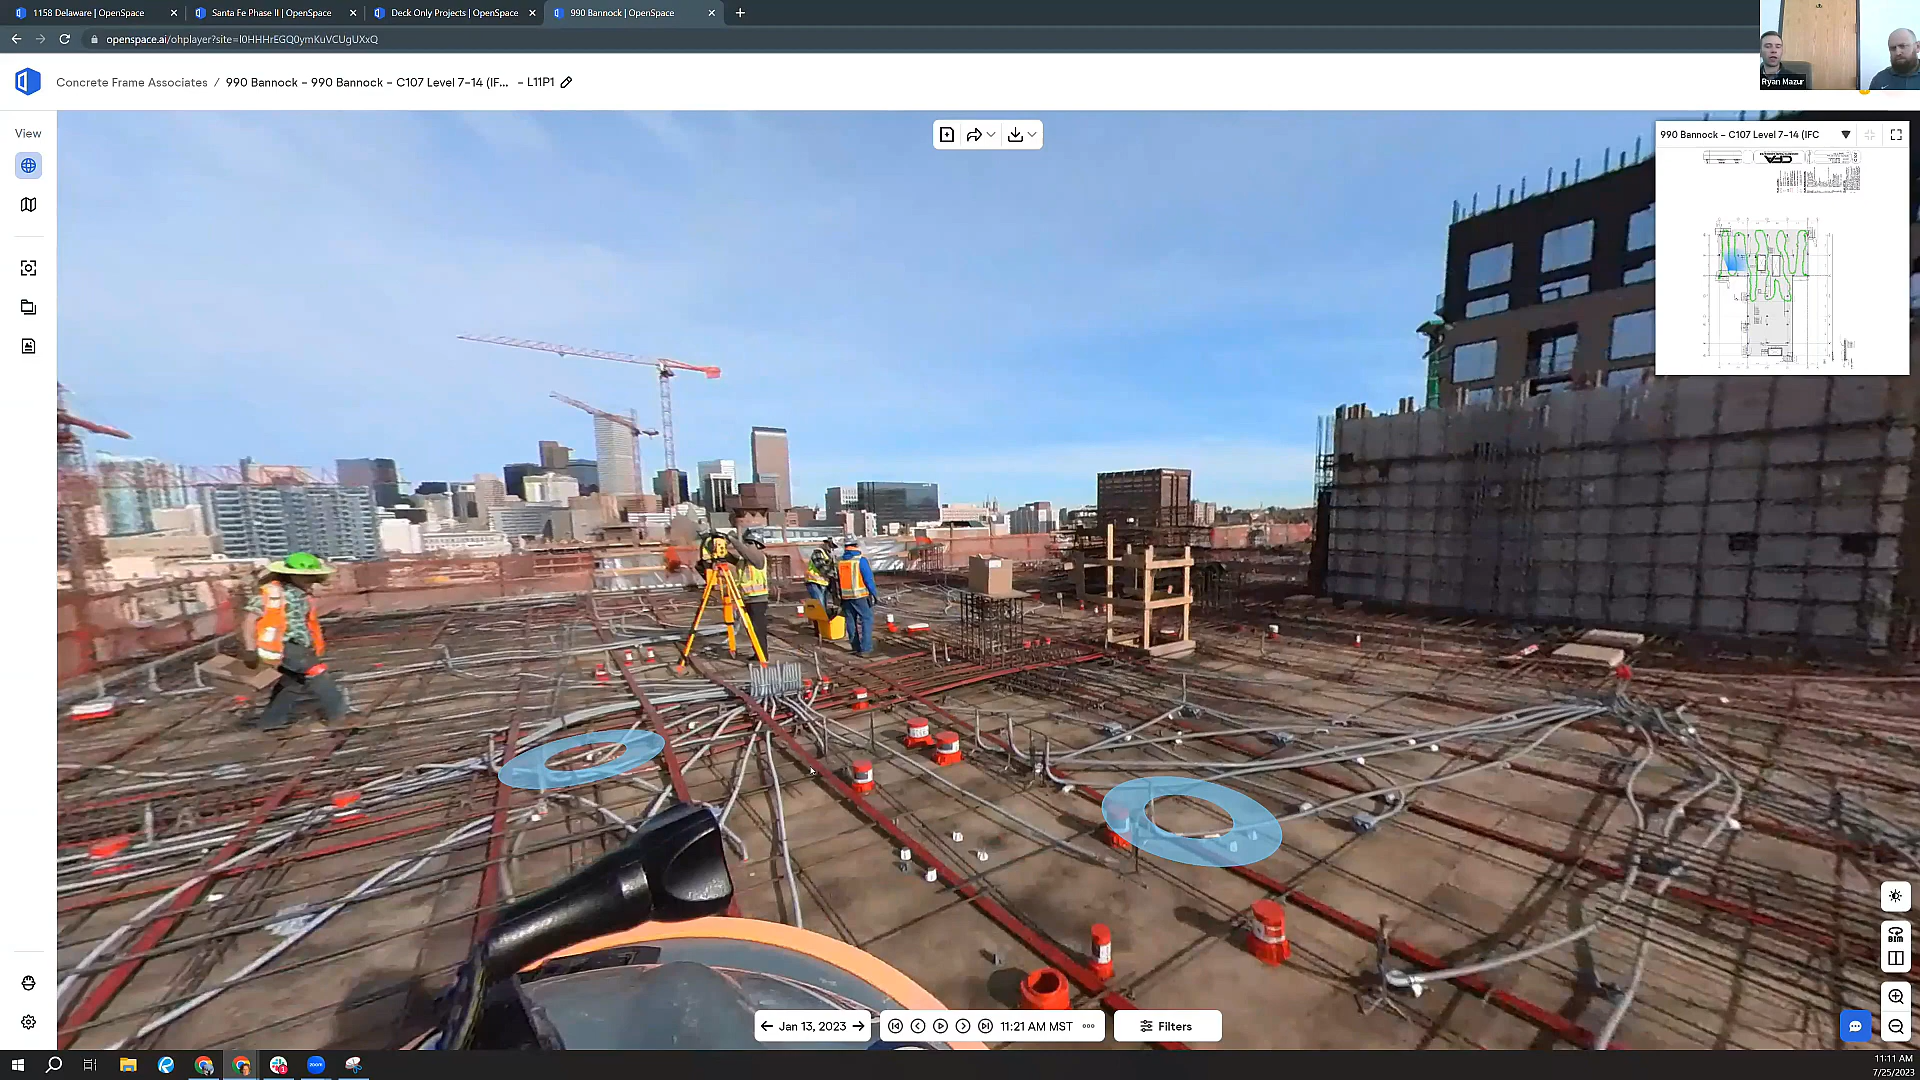 1158 Delaware | OpenSpace
Santa Fe Phase II | OpenSpace
Deck Only Projects | OpenSpace
990 Bannock | OpenSpace
openspace.ai/ohplayer?site=l0HHHrEGQ0ymKuVCUgUXxQ
Ryan Mazur
Concrete Frame Associates / 990 Bannock – 990 Bannock – C107 Level 7-14 (IF... – L11P1
View
990 Bannock – C107 Level 7-14 (IFC
CFA
BIM
Jan 13, 2023
11:21 AM MST
Filters
zoom
11:11 AM
7/25/2023